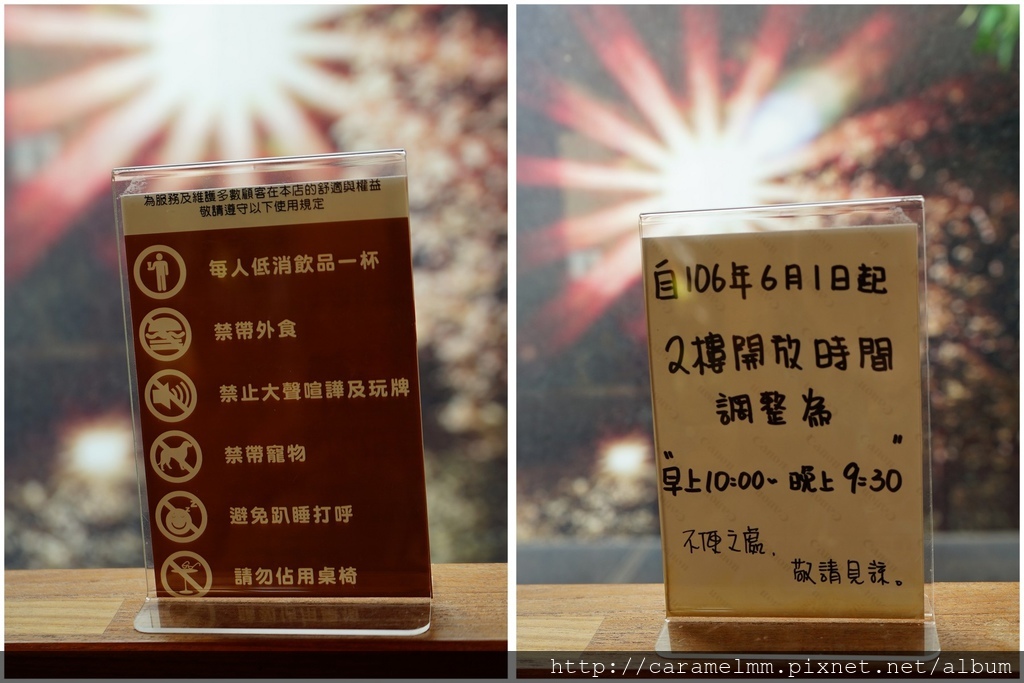 為服務及維護多數顧客在本店的舒適與權益
敬請遵守以下使用規定
每人低消飲品一杯
禁帶外食
禁止大聲喧譁及玩牌
禁帶寵物
避免趴睡打呼
請勿佔用桌椅
自106年6月1日起
2樓開放時間
調整為
"早上10:00~晚上9:30"
不便之處,
敬請見諒。
http://caramelmm.pixnet.net/album